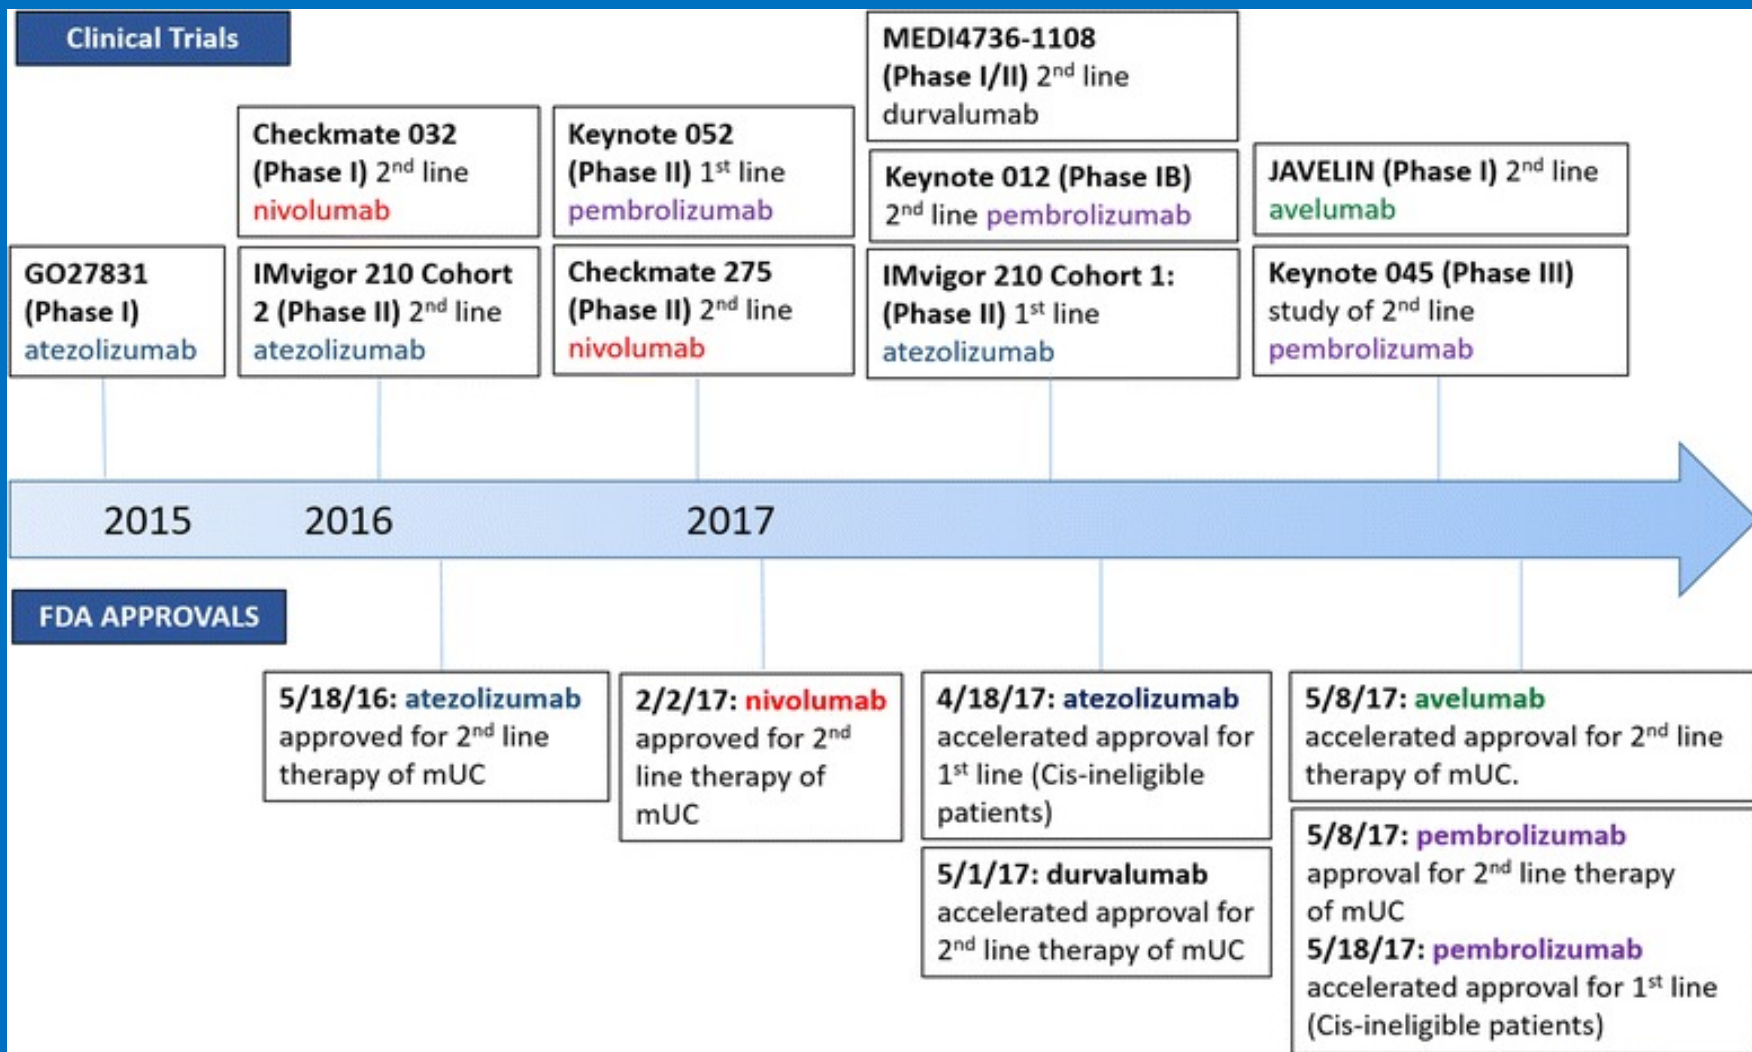 Clinical Trials
GO27831
(Phase I)
atezolizumab
Checkmate 032
(Phase I) 2nd line
nivolumab
IMvigor 210 Cohort
2 (Phase II) 2nd line
atezolizumab
Keynote 052
(Phase II) 1st line
pembrolizumab
Checkmate 275
(Phase II) 2nd line
nivolumab
MEDI4736-1108
(Phase I/II) 2nd line
durvalumab
Keynote 012 (Phase IB)
2nd line pembrolizumab
IMvigor 210 Cohort 1:
(Phase II) 1st line
atezolizumab
JAVELIN (Phase I) 2nd line
avelumab
Keynote 045 (Phase III)
study of 2nd line
pembrolizumab
2015
2016
2017
FDA APPROVALS
5/18/16: atezolizumab
approved for 2nd line
therapy of mUC
2/2/17: nivolumab
approved for 2nd
line therapy of
mUC
4/18/17: atezolizumab
accelerated approval for
1st line (Cis-ineligible
patients)
5/1/17: durvalumab
accelerated approval for
2nd line therapy of mUC
5/8/17: avelumab
accelerated approval for 2nd line
therapy of mUC.
5/8/17: pembrolizumab
approval for 2nd line therapy
of mUC
5/18/17: pembrolizumab
accelerated approval for 1st line
(Cis-ineligible patients)